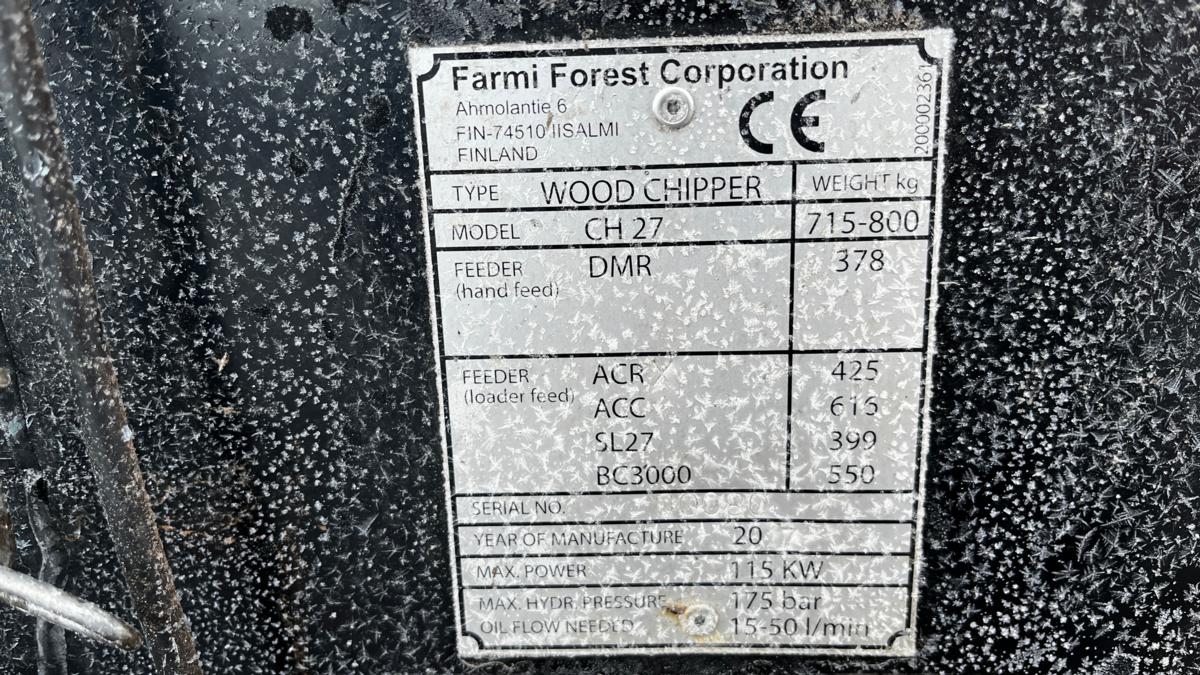 Farmi Forest Corporation
Ahmolantie 6
FIN-74510 IISALMI
FINLAND
CE
200002361
TYPE WOOD CHIPPER WEIGHT kg
MODEL CH 27 715-800
FEEDER DMR 378
(hand feed)
FEEDER ACR 425
(loader feed)
ACC 615
SL27 399
BC3000 550
SERIAL NO.
YEAR OF MANUFACTURE 20
MAX. POWER 115 KW
MAX. HYDR. PRESSURE 175 bar
OIL FLOW NEEDED 15-50 l/min